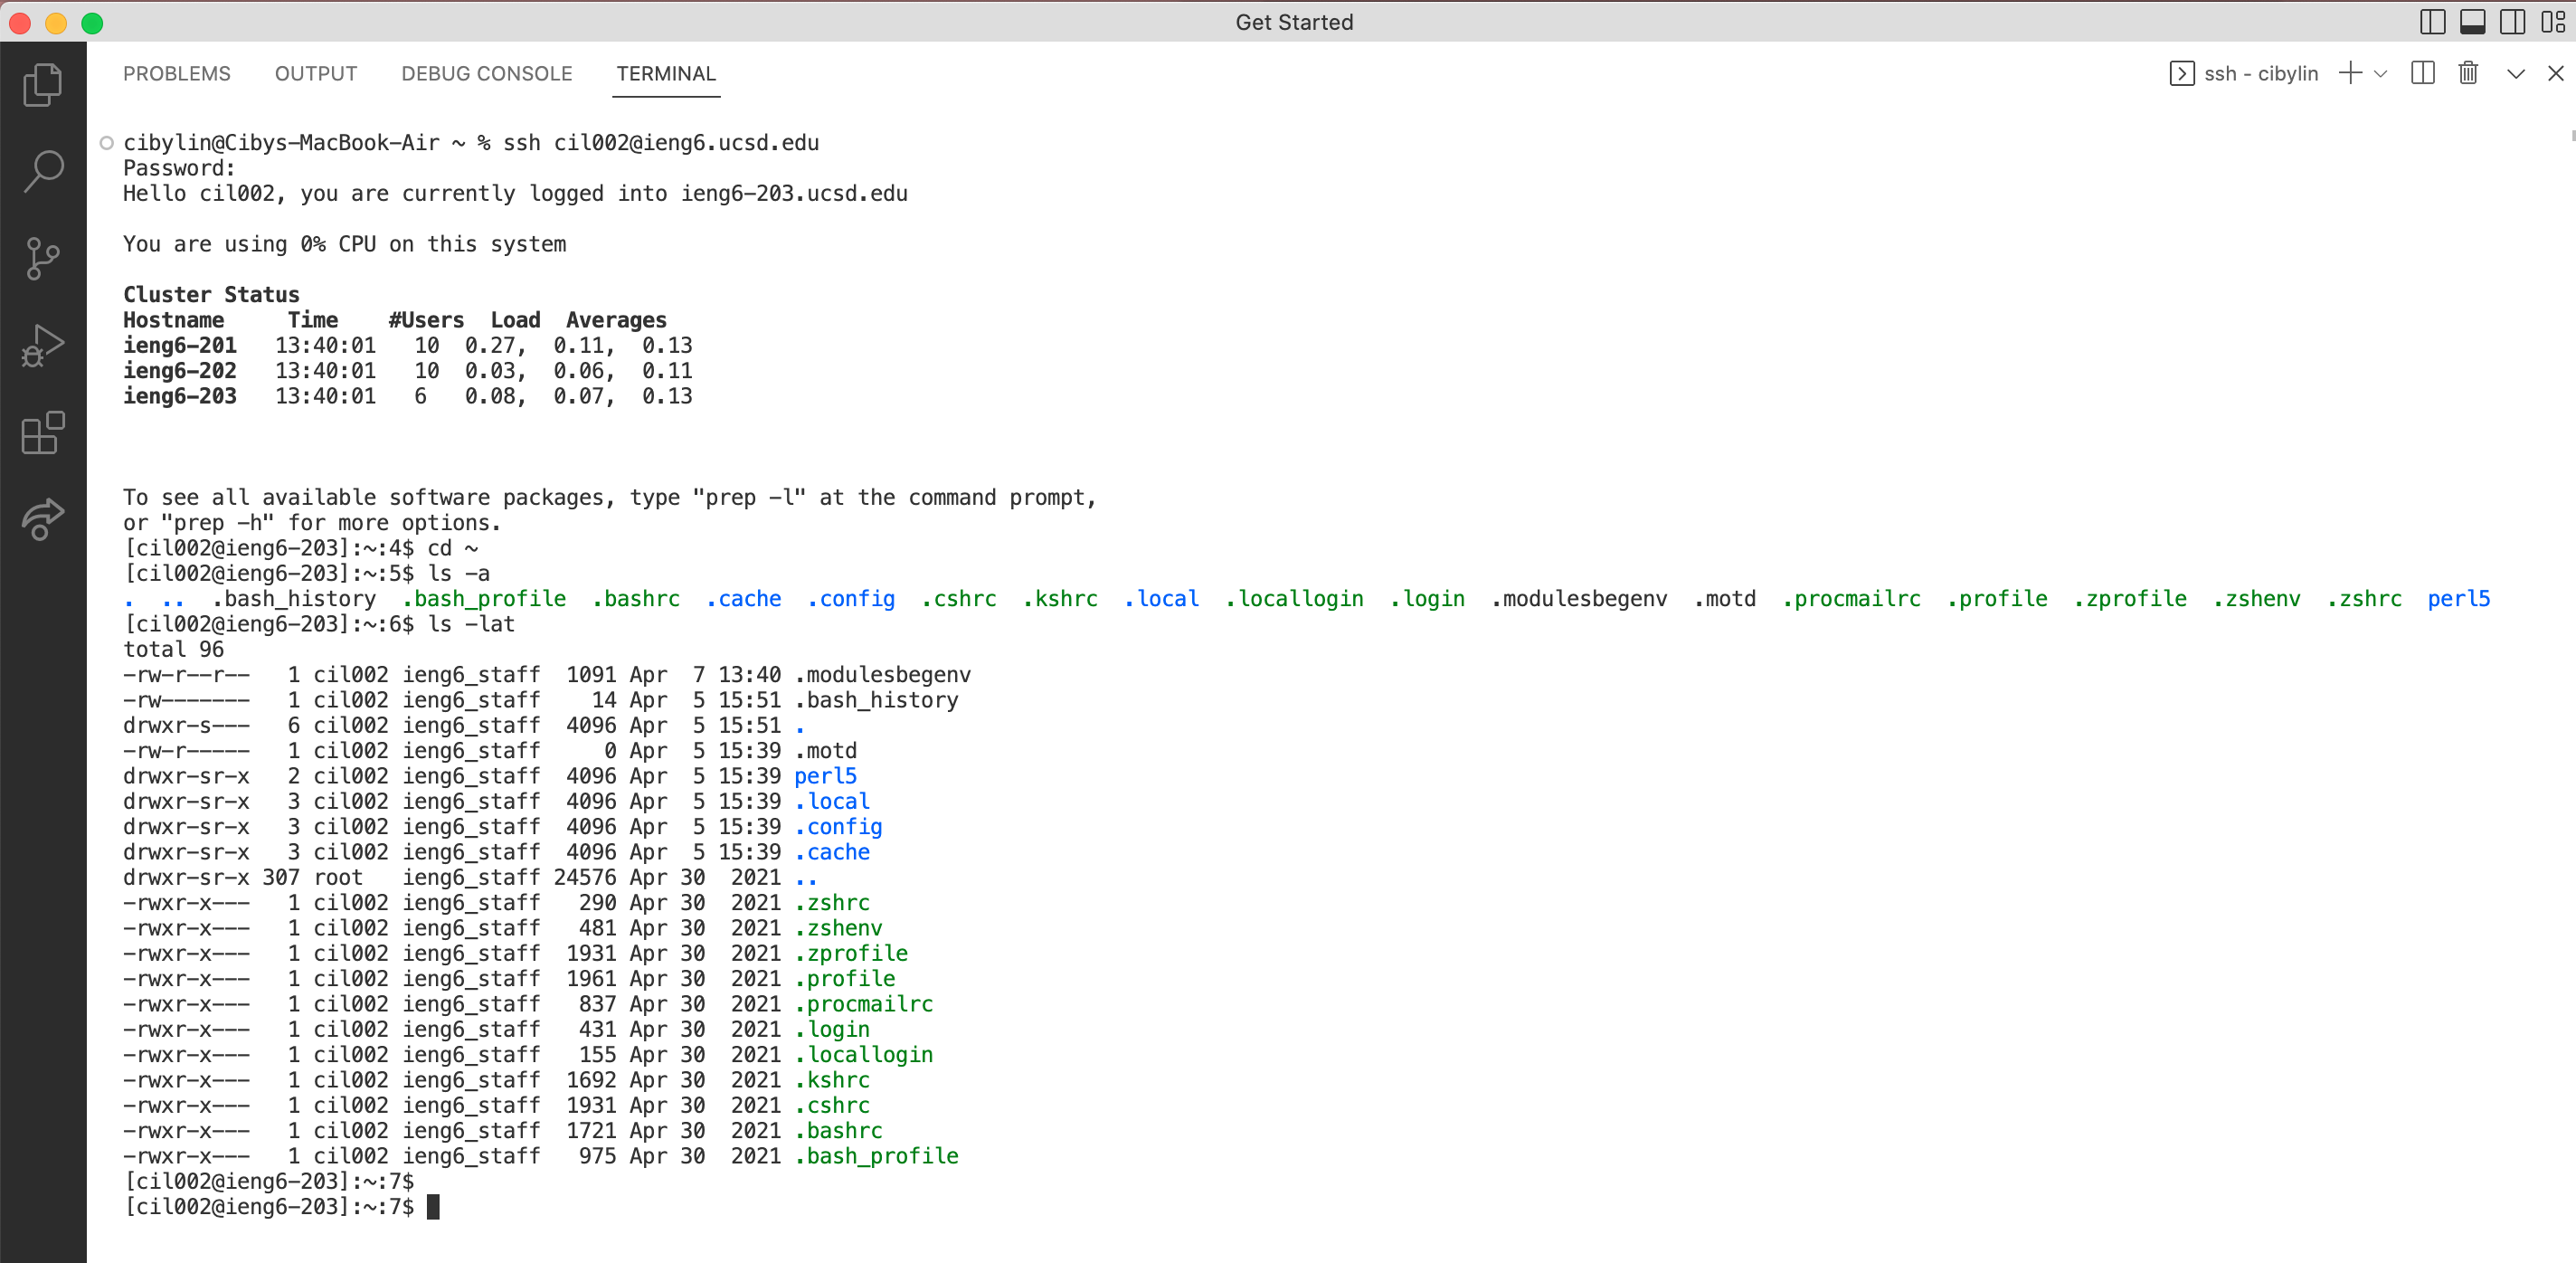 Get Started
PROBLEMS OUTPUT DEBUG CONSOLE TERMINAL ssh - cibylin
cibylin@Cibys-MacBook-Air ~ % ssh cil002@ieng6.ucsd.edu
Password:
Hello cil002, you are currently logged into ieng6-203.ucsd.edu
You are using 0% CPU on this system
Cluster Status
Hostname     Time    #Users  Load  Averages
ieng6-201   13:40:01   10  0.27,  0.11,  0.13
ieng6-202   13:40:01   10  0.03,  0.06,  0.11
ieng6-203   13:40:01   6   0.08,  0.07,  0.13
To see all available software packages, type "prep -l" at the command prompt,
or "prep -h" for more options.
[cil002@ieng6-203]:~:4$ cd ~
[cil002@ieng6-203]:~:5$ ls -a
.  ..  .bash_history  .bash_profile  .bashrc  .cache  .config  .cshrc  .kshrc  .local  .locallogin  .login  .modulesbegenv  .motd  .procmailrc  .profile  .zprofile  .zshenv  .zshrc  perl5
[cil002@ieng6-203]:~:6$ ls -lat
total 96
-rw-r--r--   1 cil002 ieng6_staff  1091 Apr  7 13:40 .modulesbegenv
-rw-------   1 cil002 ieng6_staff    14 Apr  5 15:51 .bash_history
drwxr-s---   6 cil002 ieng6_staff  4096 Apr  5 15:51 .
-rw-r-----   1 cil002 ieng6_staff     0 Apr  5 15:39 .motd
drwxr-sr-x   2 cil002 ieng6_staff  4096 Apr  5 15:39 perl5
drwxr-sr-x   3 cil002 ieng6_staff  4096 Apr  5 15:39 .local
drwxr-sr-x   3 cil002 ieng6_staff  4096 Apr  5 15:39 .config
drwxr-sr-x   3 cil002 ieng6_staff  4096 Apr  5 15:39 .cache
drwxr-sr-x 307 root   ieng6_staff 24576 Apr 30  2021 ..
-rwxr-x---   1 cil002 ieng6_staff   290 Apr 30  2021 .zshrc
-rwxr-x---   1 cil002 ieng6_staff   481 Apr 30  2021 .zshenv
-rwxr-x---   1 cil002 ieng6_staff  1931 Apr 30  2021 .zprofile
-rwxr-x---   1 cil002 ieng6_staff  1961 Apr 30  2021 .profile
-rwxr-x---   1 cil002 ieng6_staff   837 Apr 30  2021 .procmailrc
-rwxr-x---   1 cil002 ieng6_staff   431 Apr 30  2021 .login
-rwxr-x---   1 cil002 ieng6_staff   155 Apr 30  2021 .locallogin
-rwxr-x---   1 cil002 ieng6_staff  1692 Apr 30  2021 .kshrc
-rwxr-x---   1 cil002 ieng6_staff  1931 Apr 30  2021 .cshrc
-rwxr-x---   1 cil002 ieng6_staff  1721 Apr 30  2021 .bashrc
-rwxr-x---   1 cil002 ieng6_staff   975 Apr 30  2021 .bash_profile
[cil002@ieng6-203]:~:7$
[cil002@ieng6-203]:~:7$